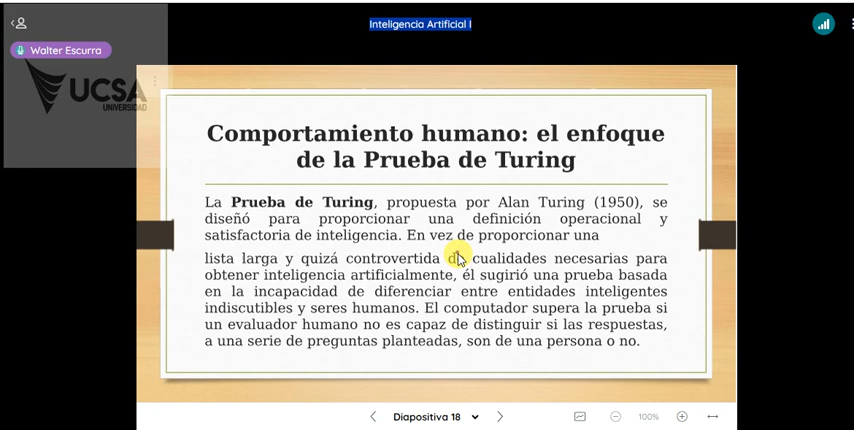 Inteligencia Artificial I
Walter Escurra
UCSA
UNIVERSIDAD
Comportamiento humano: el enfoque
de la Prueba de Turing
La Prueba de Turing, propuesta por Alan Turing (1950), se
diseñó para proporcionar una definición operacional y
satisfactoria de inteligencia. En vez de proporcionar una
lista larga y quizá controvertida de cualidades necesarias para
obtener inteligencia artificialmente, él sugirió una prueba basada
en la incapacidad de diferenciar entre entidades inteligentes
indiscutibles y seres humanos. El computador supera la prueba si
un evaluador humano no es capaz de distinguir si las respuestas,
a una serie de preguntas planteadas, son de una persona o no.
Diapositiva 18
100%